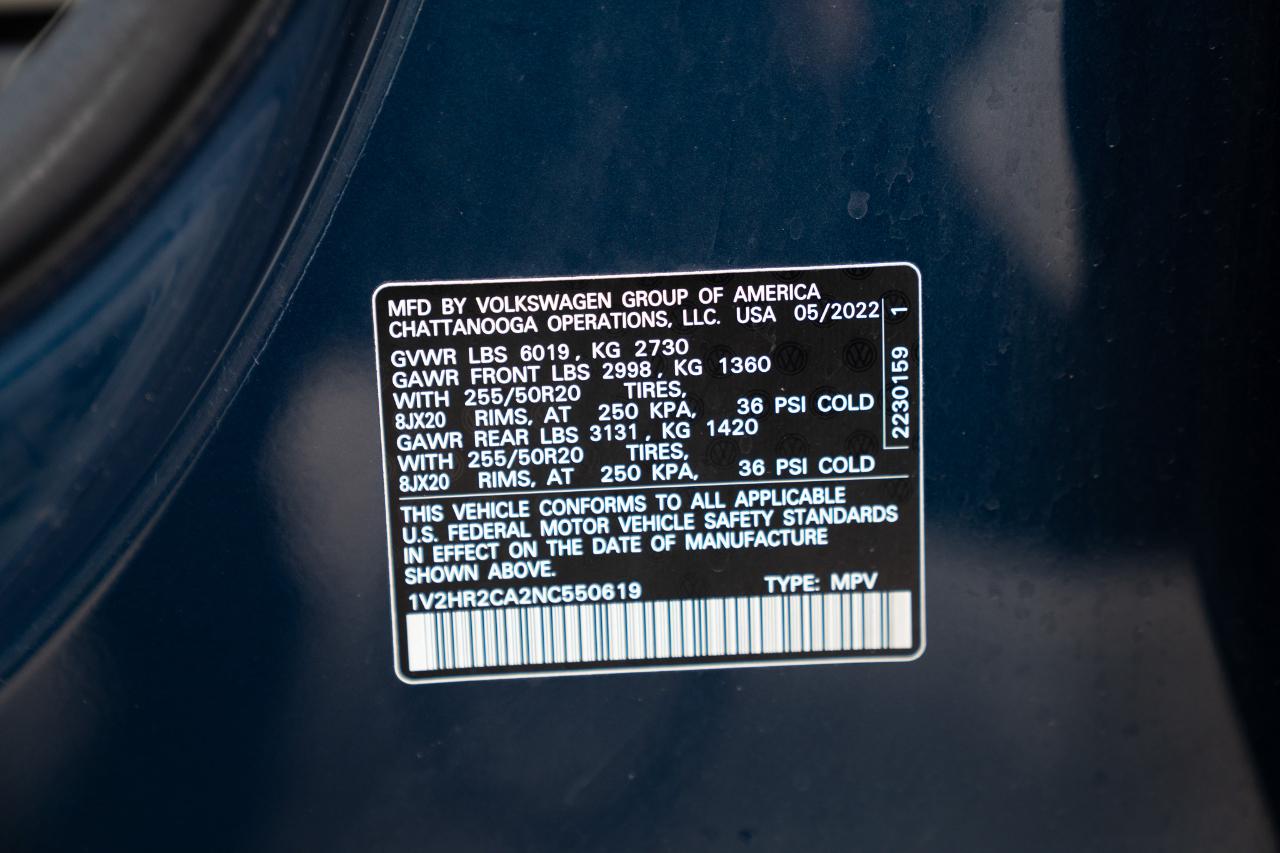 MFD BY VOLKSWAGEN GROUP OF AMERICA
CHATTANOOGA OPERATIONS, LLC. USA 05/2022
GVWR LBS 6019, KG 2730
GAWR FRONT LBS 2998, KG 1360
WITH 255/50R20 TIRES,
8JX20 RIMS, AT 250 KPA, 36 PSI COLD
GAWR REAR LBS 3131, KG 1420
WITH 255/50R20 TIRES,
8JX20 RIMS, AT 250 KPA, 36 PSI COLD
2230159 1
THIS VEHICLE CONFORMS TO ALL APPLICABLE
U.S. FEDERAL MOTOR VEHICLE SAFETY STANDARDS
IN EFFECT ON THE DATE OF MANUFACTURE
SHOWN ABOVE.
1V2HR2CA2NC550619 TYPE: MPV